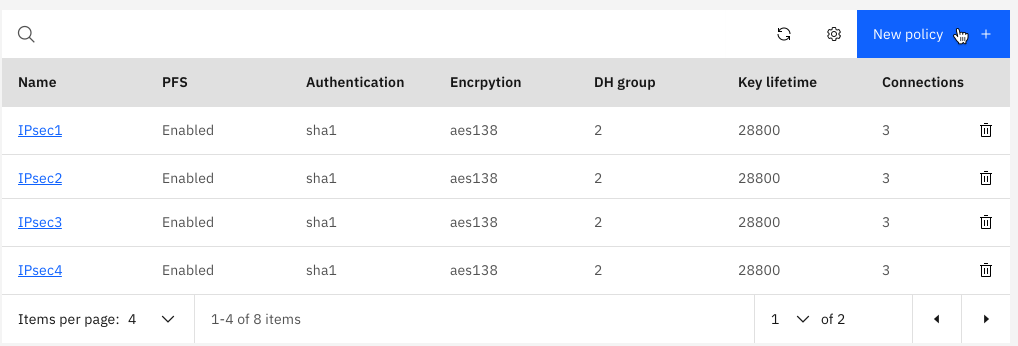 New policy
Name PFS Authentication Encrpytion DH group Key lifetime Connections
IPsec1 Enabled sha1 aes138 2 28800 3
IPsec2 Enabled sha1 aes138 2 28800 3
IPsec3 Enabled sha1 aes138 2 28800 3
IPsec4 Enabled sha1 aes138 2 28800 3
Items per page: 4 1-4 of 8 items 1 of 2